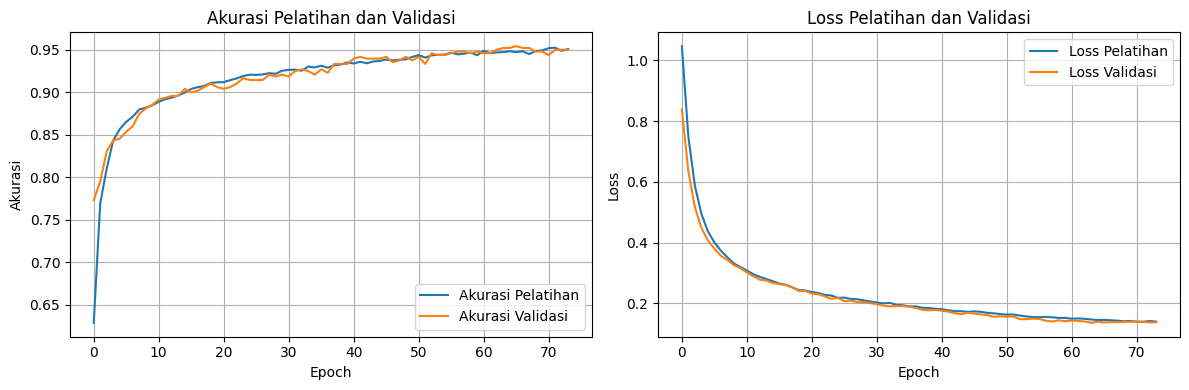 Akurasi Pelatihan dan Validasi
0.95
0.90
0.85
0.80
0.75
0.70
0.65
Akurasi
0 10 20 30 40 50 60 70
Epoch
Akurasi Pelatihan
Akurasi Validasi
Loss Pelatihan dan Validasi
1.0
0.8
0.6
0.4
0.2
Loss
0 10 20 30 40 50 60 70
Epoch
Loss Pelatihan
Loss Validasi